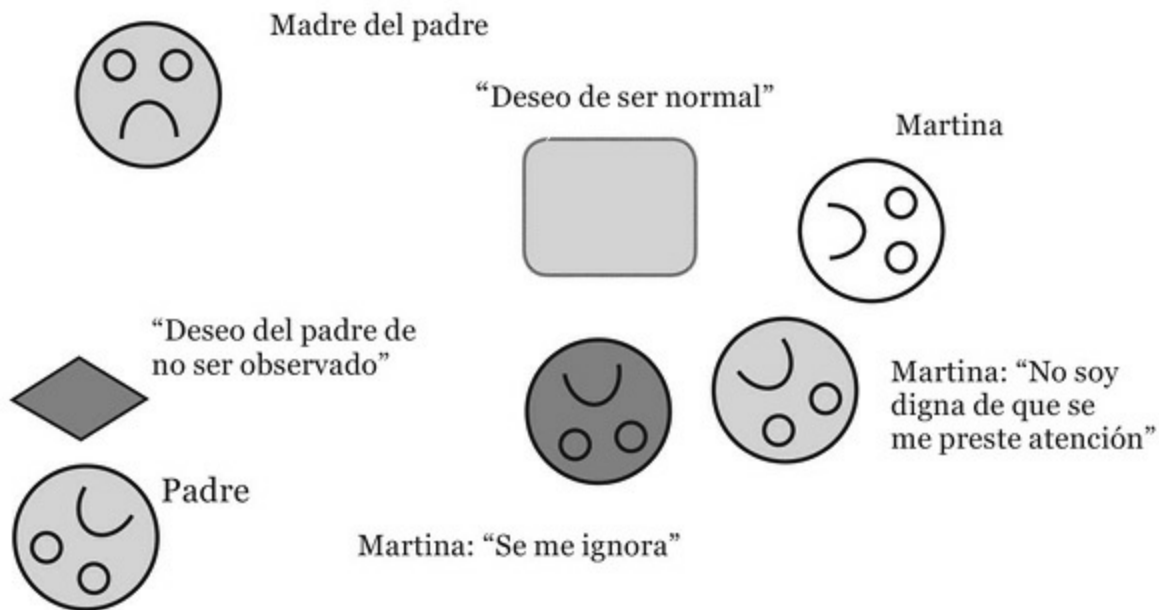 Madre del padre
“Deseo de ser normal”
Martina
“Deseo del padre de
no ser observado”
Martina: “No soy
digna de que se
me preste atención”
Padre
Martina: “Se me ignora”